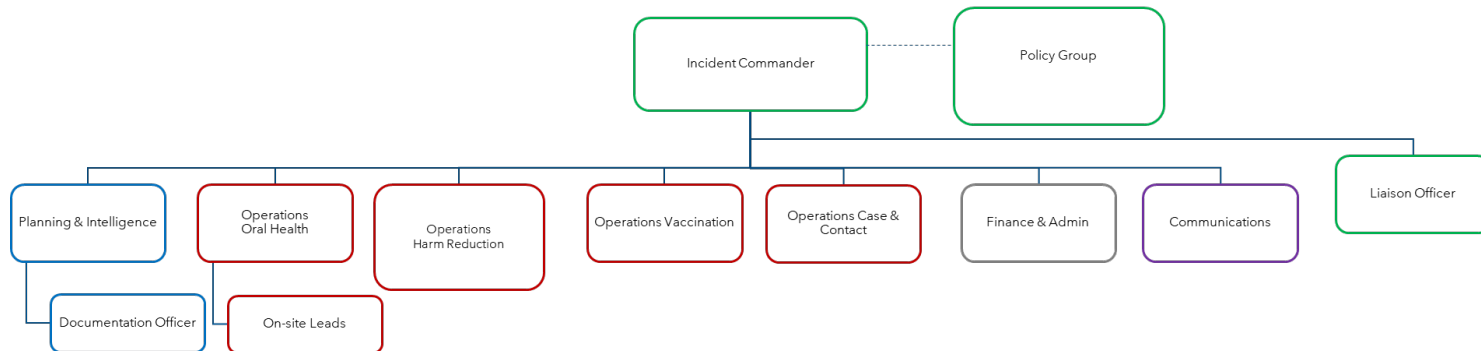 Incident Commander
Policy Group
Planning & Intelligence
Operations
Oral Health
Operations
Harm Reduction
Operations Vaccination
Operations Case &
Contact
Finance & Admin
Communications
Liaison Officer
Documentation Officer
On-site Leads